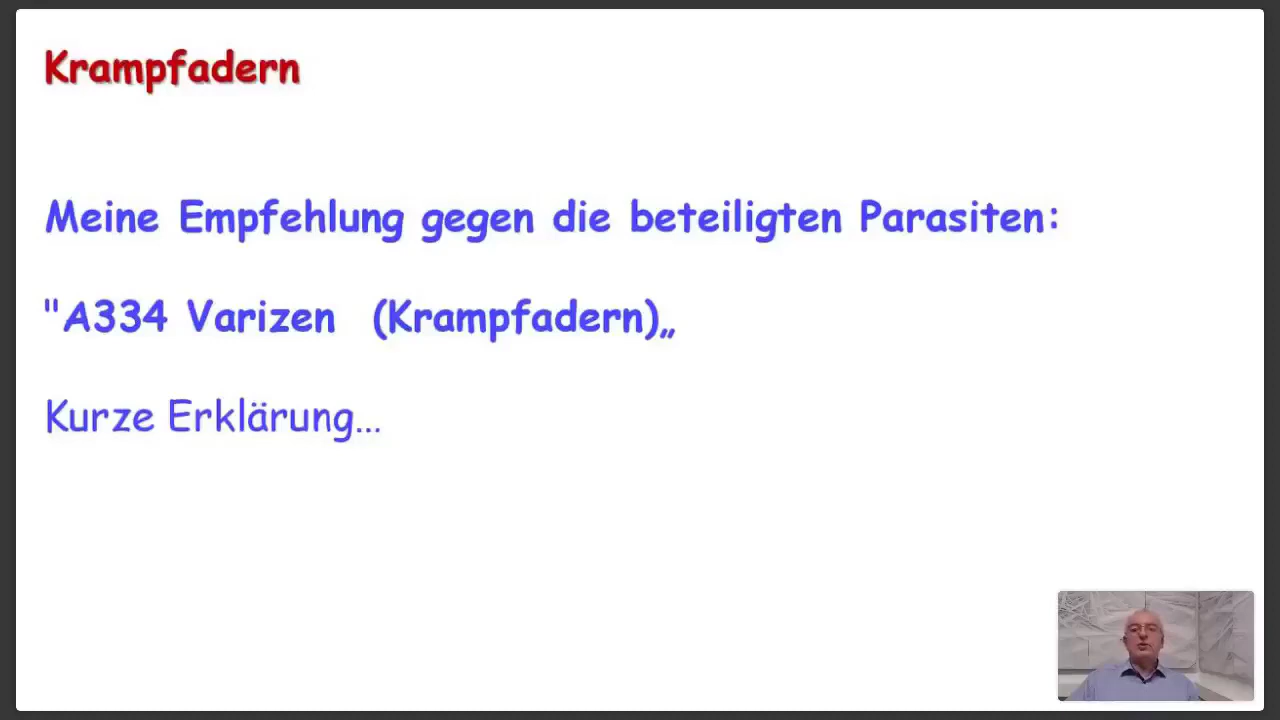 Krampfadern
Meine Empfehlung gegen die beteiligten Parasiten:
"A334 Varizen (Krampfadern)„
Kurze Erklärung...